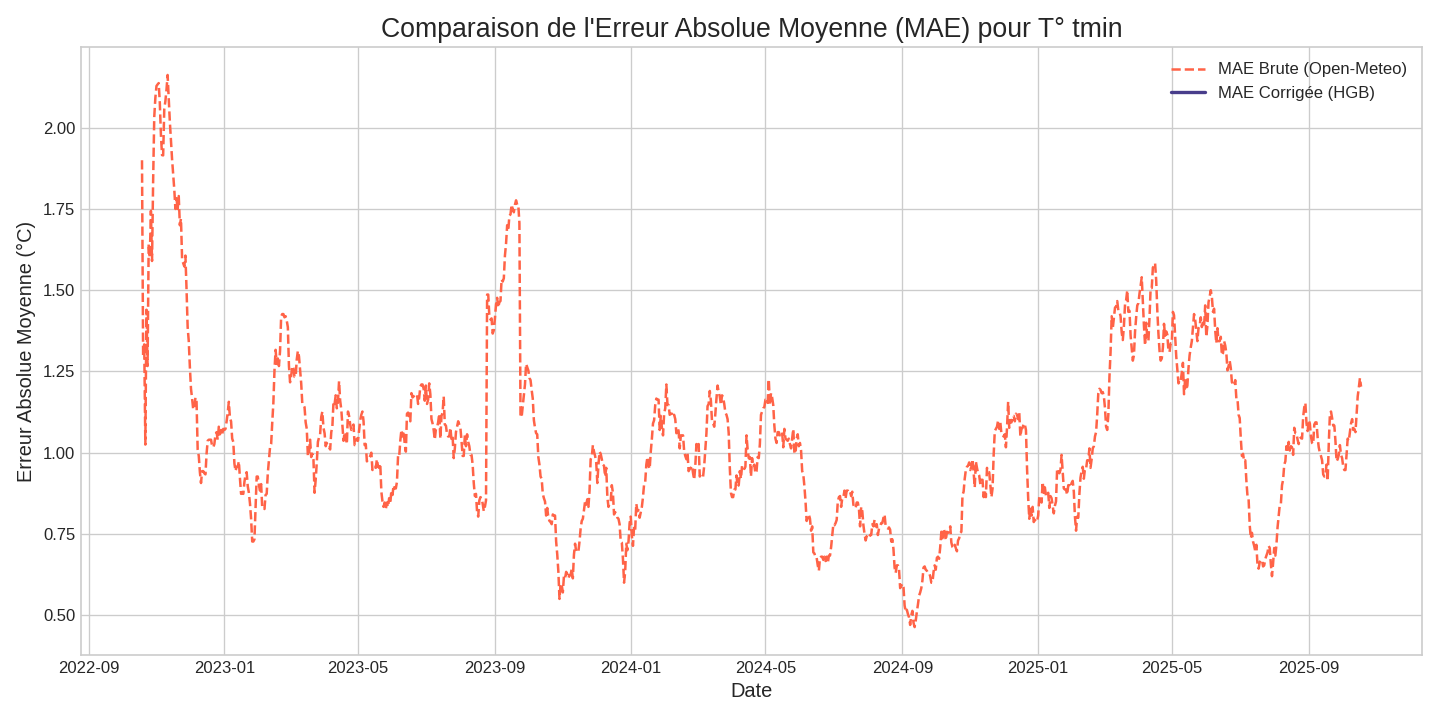 Comparaison de l'Erreur Absolue Moyenne (MAE) pour T° tmin
MAE Brute (Open-Meteo)
MAE Corrigée (HGB)
Erreur Absolue Moyenne (°C)
2.00
1.75
1.50
1.25
1.00
0.75
0.50
2022-09 2023-01 2023-05 2023-09 2024-01 2024-05 2024-09 2025-01 2025-05 2025-09
Date